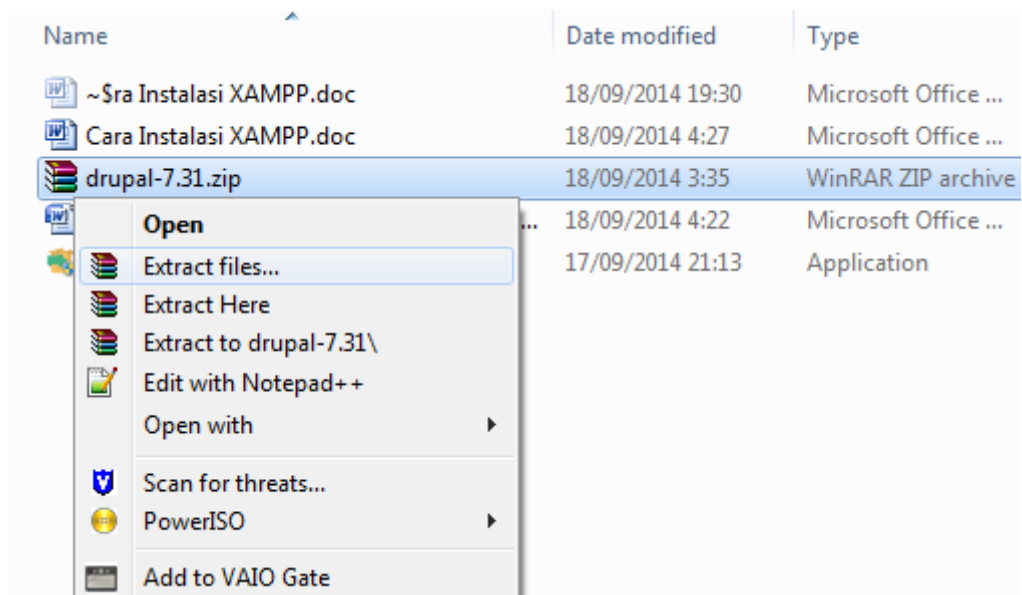 Name Date modified Type
~$ra Instalasi XAMPP.doc 18/09/2014 19:30 Microsoft Office ...
Cara Instalasi XAMPP.doc 18/09/2014 4:27 Microsoft Office ...
drupal-7.31.zip 18/09/2014 3:35 WinRAR ZIP archive
... 18/09/2014 4:22 Microsoft Office ...
17/09/2014 21:13 Application
Open
Extract files...
Extract Here
Extract to drupal-7.31\
Edit with Notepad++
Open with
Scan for threats...
PowerISO
Add to VAIO Gate